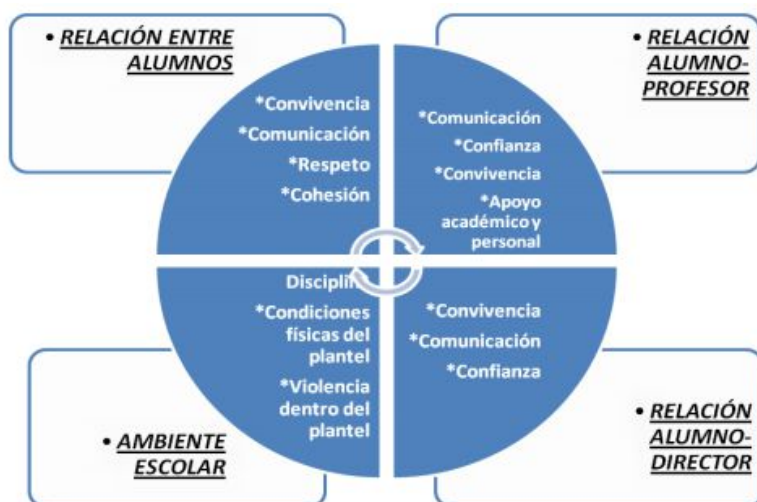 • RELACIÓN ENTRE
ALUMNOS
*Convivencia
*Comunicación
*Respeto
*Cohesión
• RELACIÓN
ALUMNO-
PROFESOR
*Comunicación
*Confianza
*Convivencia
*Apoyo
académico y
personal
Disciplin
*Condiciones
físicas del
plantel
*Violencia
dentro del
plantel
• AMBIENTE
ESCOLAR
*Convivencia
*Comunicación
*Confianza
• RELACIÓN
ALUMNO-
DIRECTOR